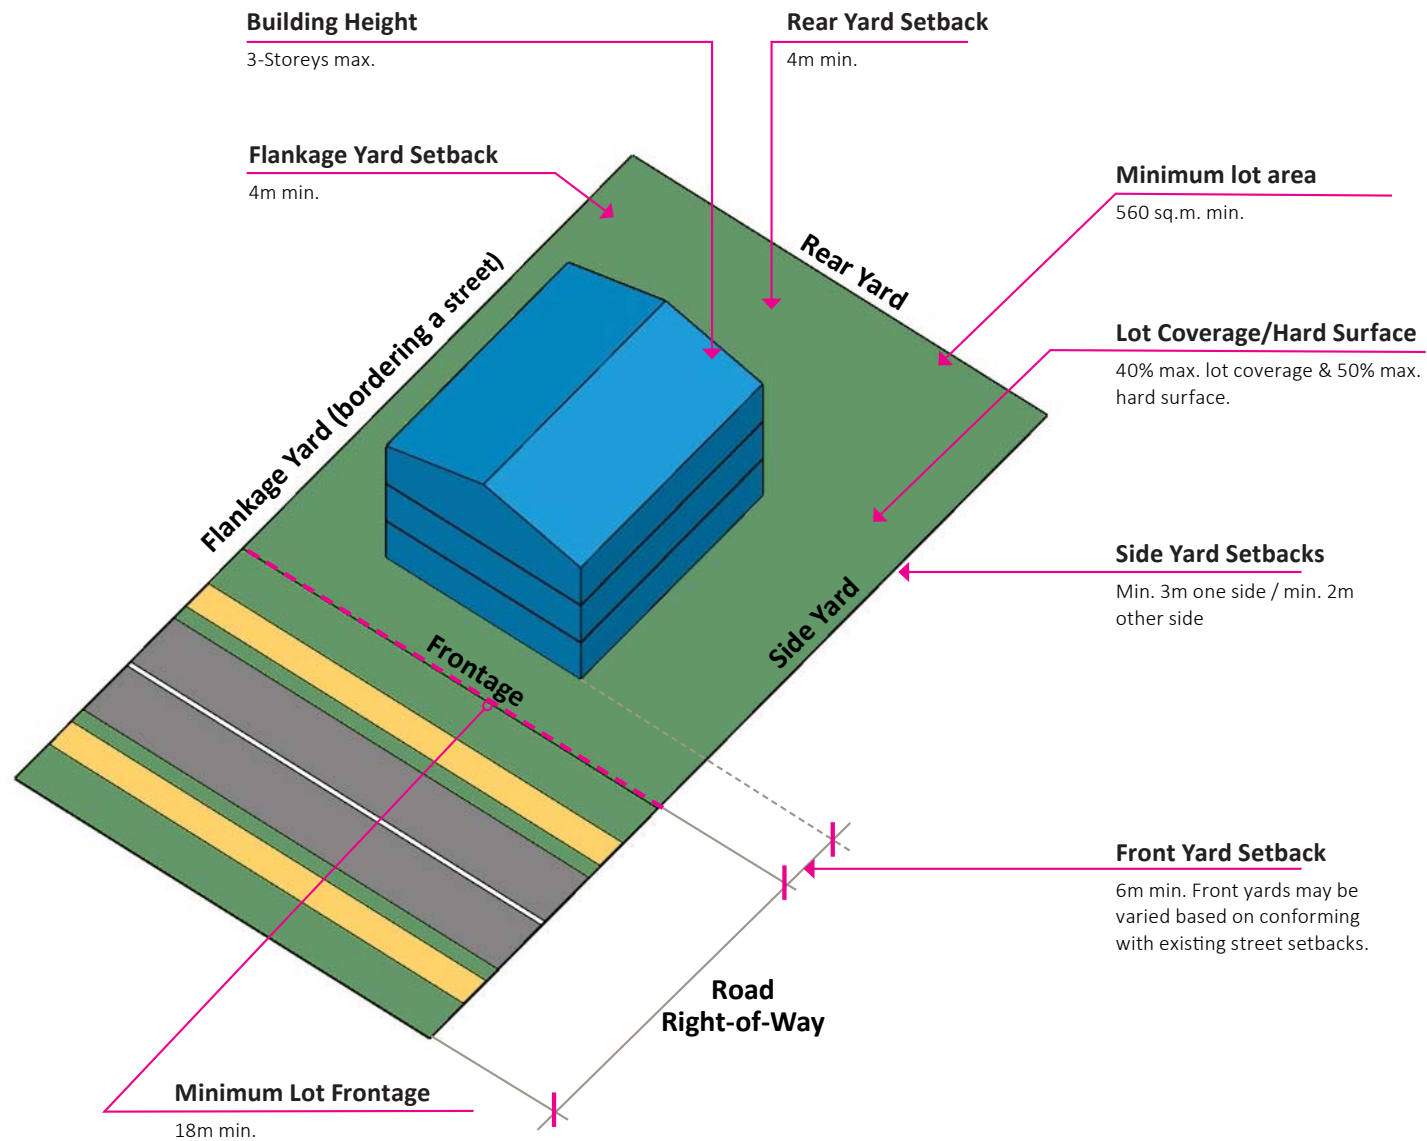 Building Height
3-Storeys max.
Rear Yard Setback
4m min.
Flankage Yard Setback
4m min.
Minimum lot area
560 sq.m. min.
Rear Yard
Flankage Yard (bordering a street)
Lot Coverage/Hard Surface
40% max. lot coverage & 50% max.
hard surface.
Side Yard Setbacks
Min. 3m one side / min. 2m
other side
Side Yard
Frontage
Front Yard Setback
6m min. Front yards may be
varied based on conforming
with existing street setbacks.
Road
Right-of-Way
Minimum Lot Frontage
18m min.